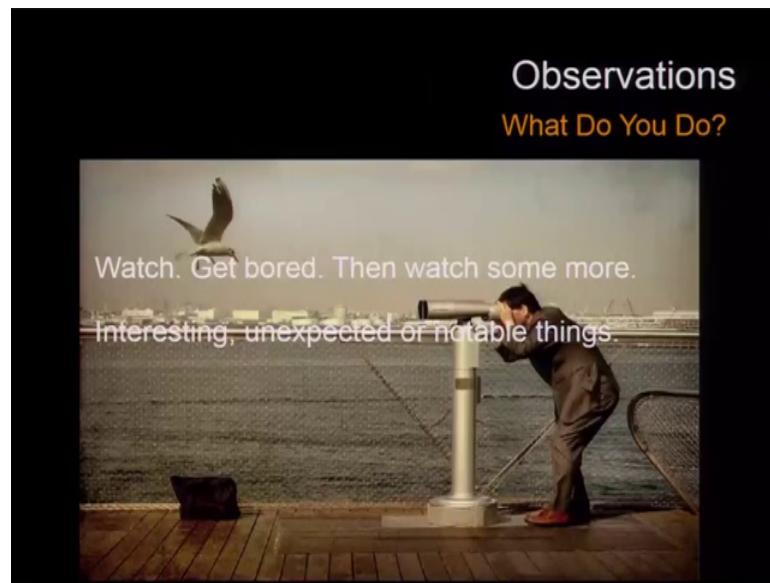 Observations
What Do You Do?
Watch. Get bored. Then watch some more.
Interesting, unexpected or notable things.